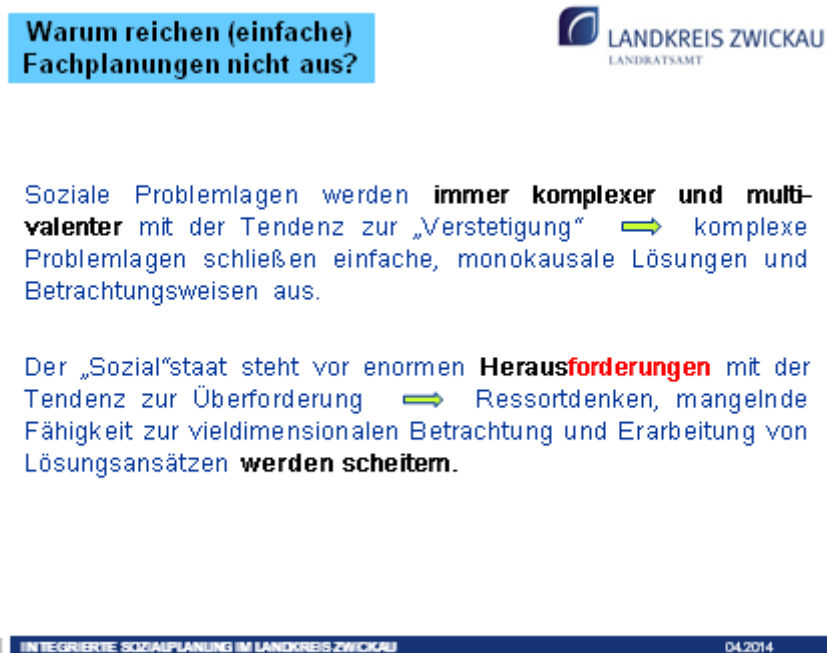 Warum reichen (einfache)
Fachplanungen nicht aus?
LANDKREIS ZWICKAU
LANDRATSAMT
Soziale Problemlagen werden immer komplexer und multi-
valenter mit der Tendenz zur „Verstetigung“ komplexe
Problemlagen schließen einfache, monokausale Lösungen und
Betrachtungsweisen aus.
Der „Sozial“staat steht vor enormen Herausforderungen mit der
Tendenz zur Überforderung Ressortdenken, mangelnde
Fähigkeit zur vieldimensionalen Betrachtung und Erarbeitung von
Lösungsansätzen werden scheitern.
INTEGRIERTE SOZIALPLANUNG IM LANDKREIS ZWICKAU
04.2014